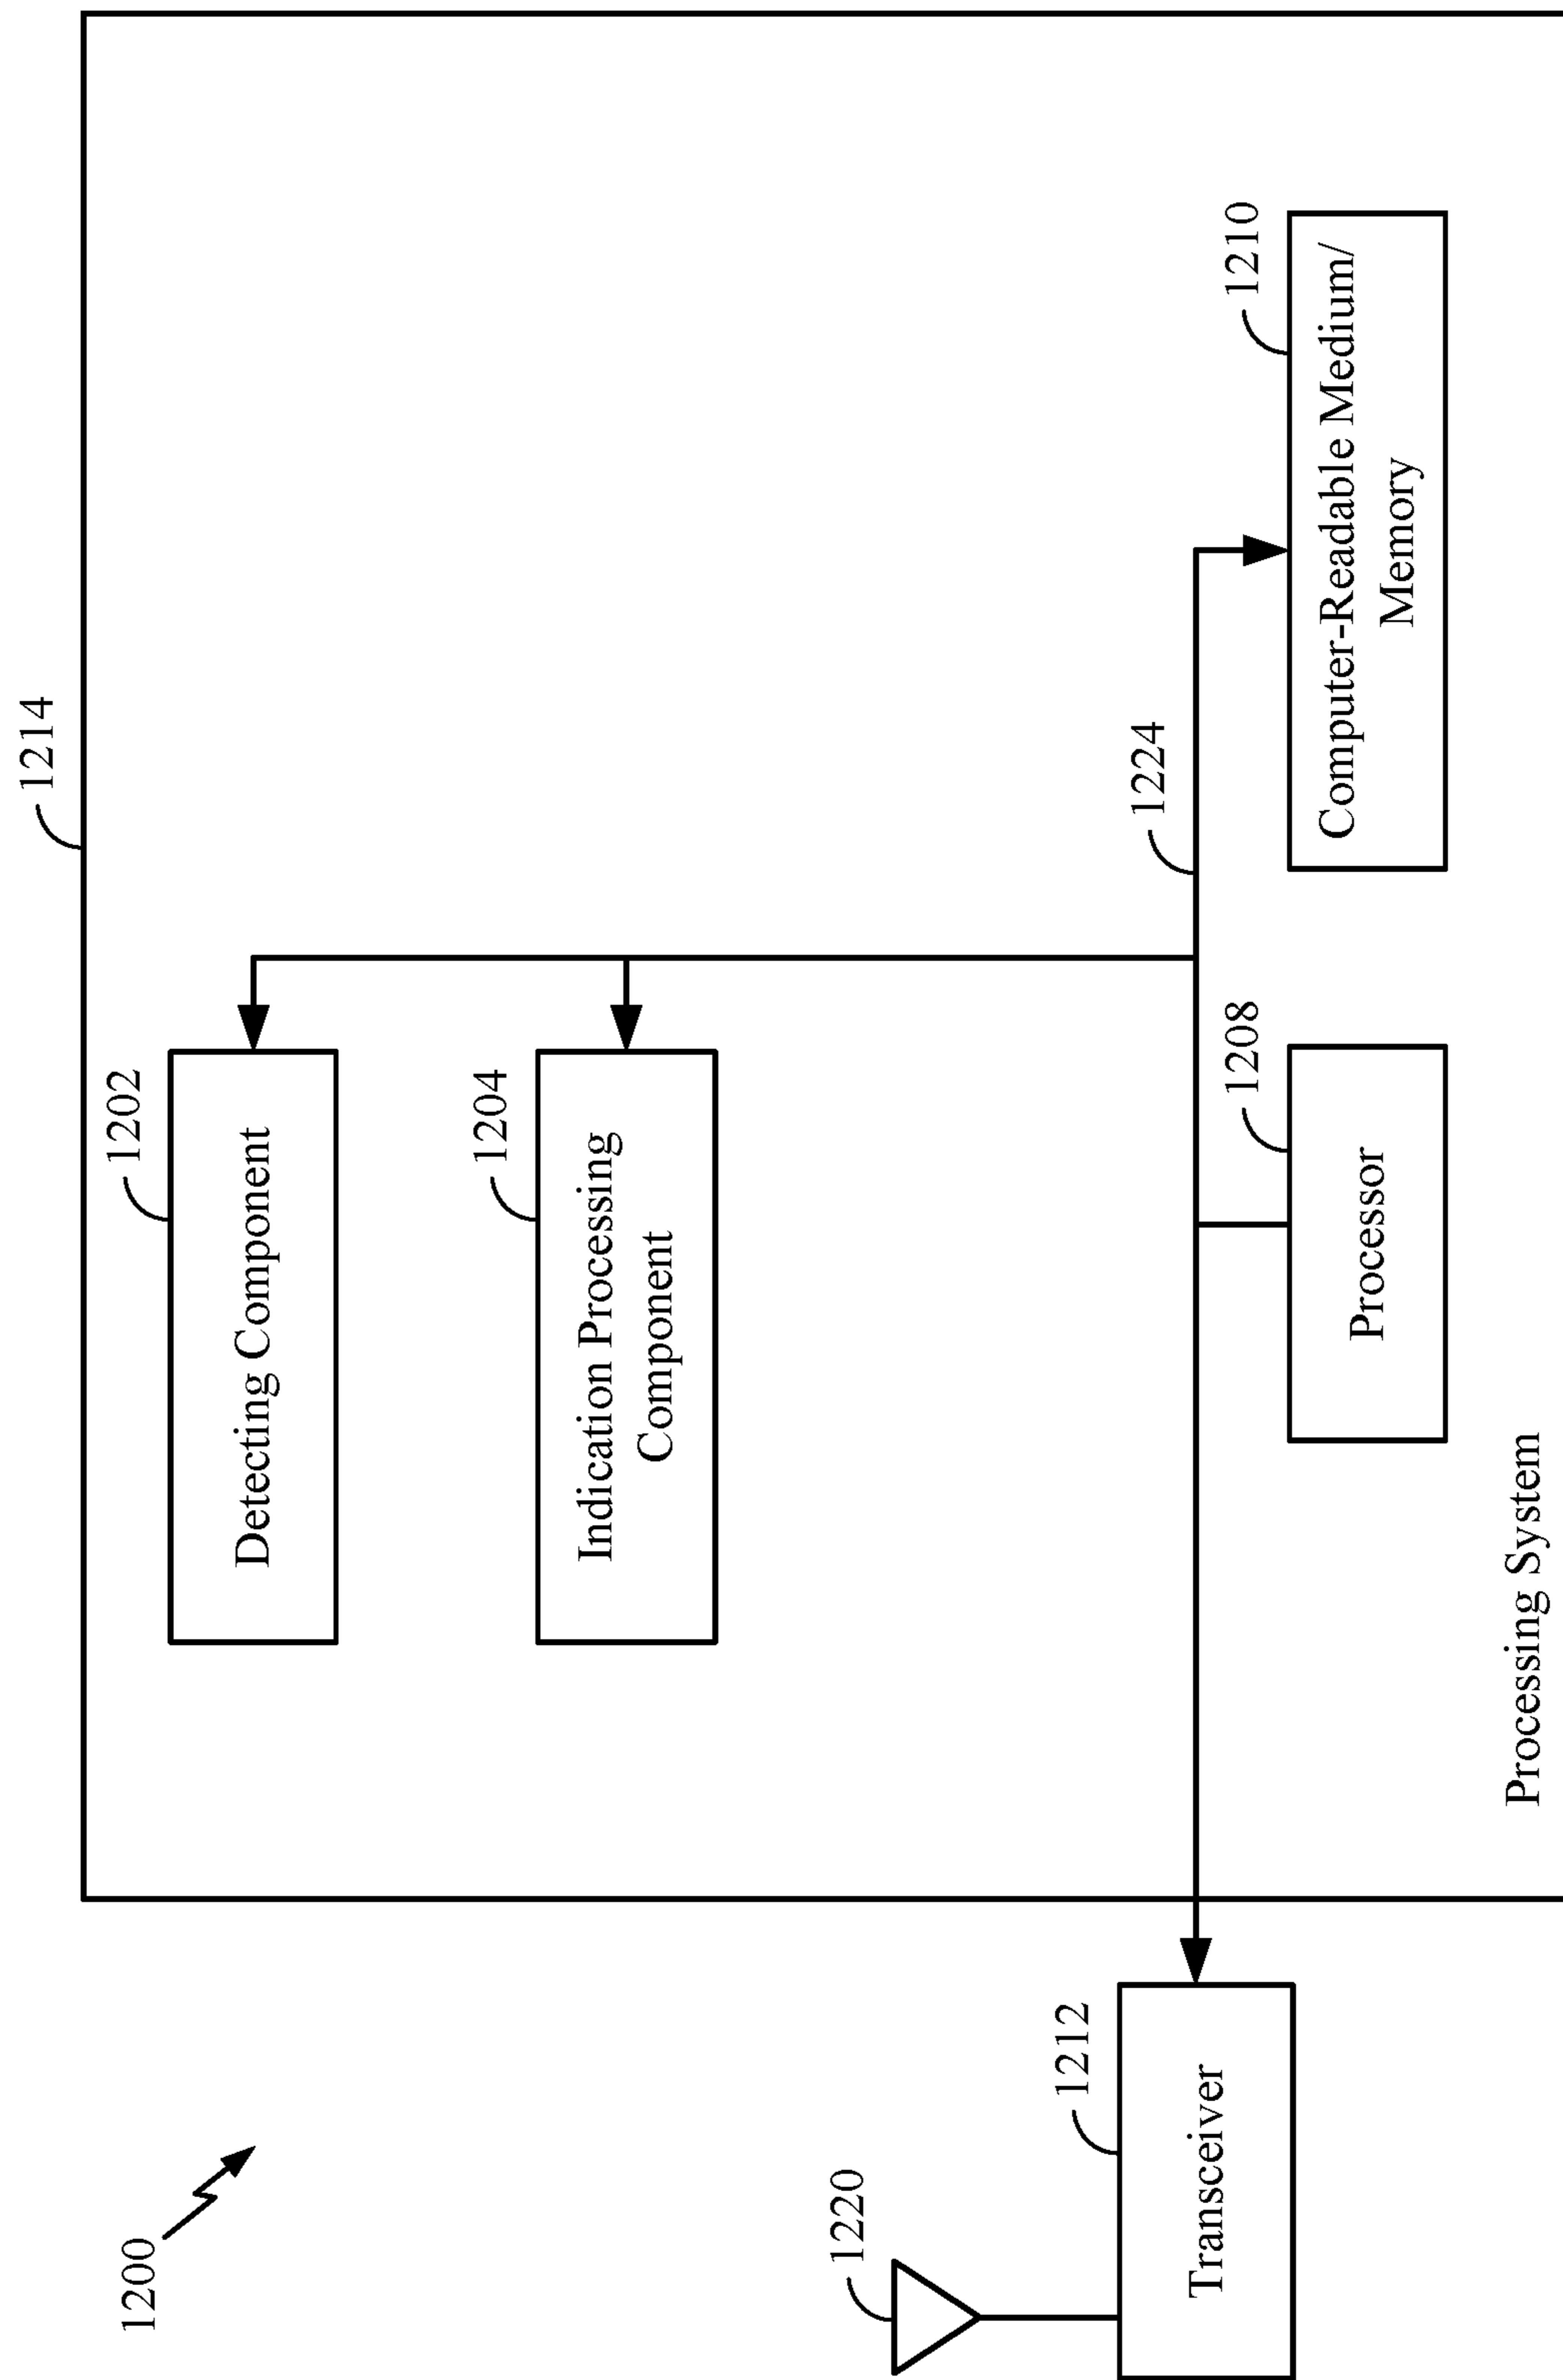 1200
1214
1202
Detecting Component
1204
Indication Processing
Component
1220
1212
Transceiver
1224
1208
Processor
1210
Computer-Readable Medium/
Memory
Processing System